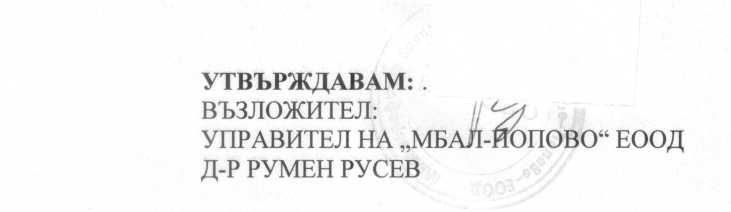 УТВЪРЖДАВАМ: .
ВЪЗЛОЖИТЕЛ:
УПРАВИТЕЛ НА „МБАЛ-ПОПОВО“ ЕООД
Д-Р РУМЕН РУСЕВ